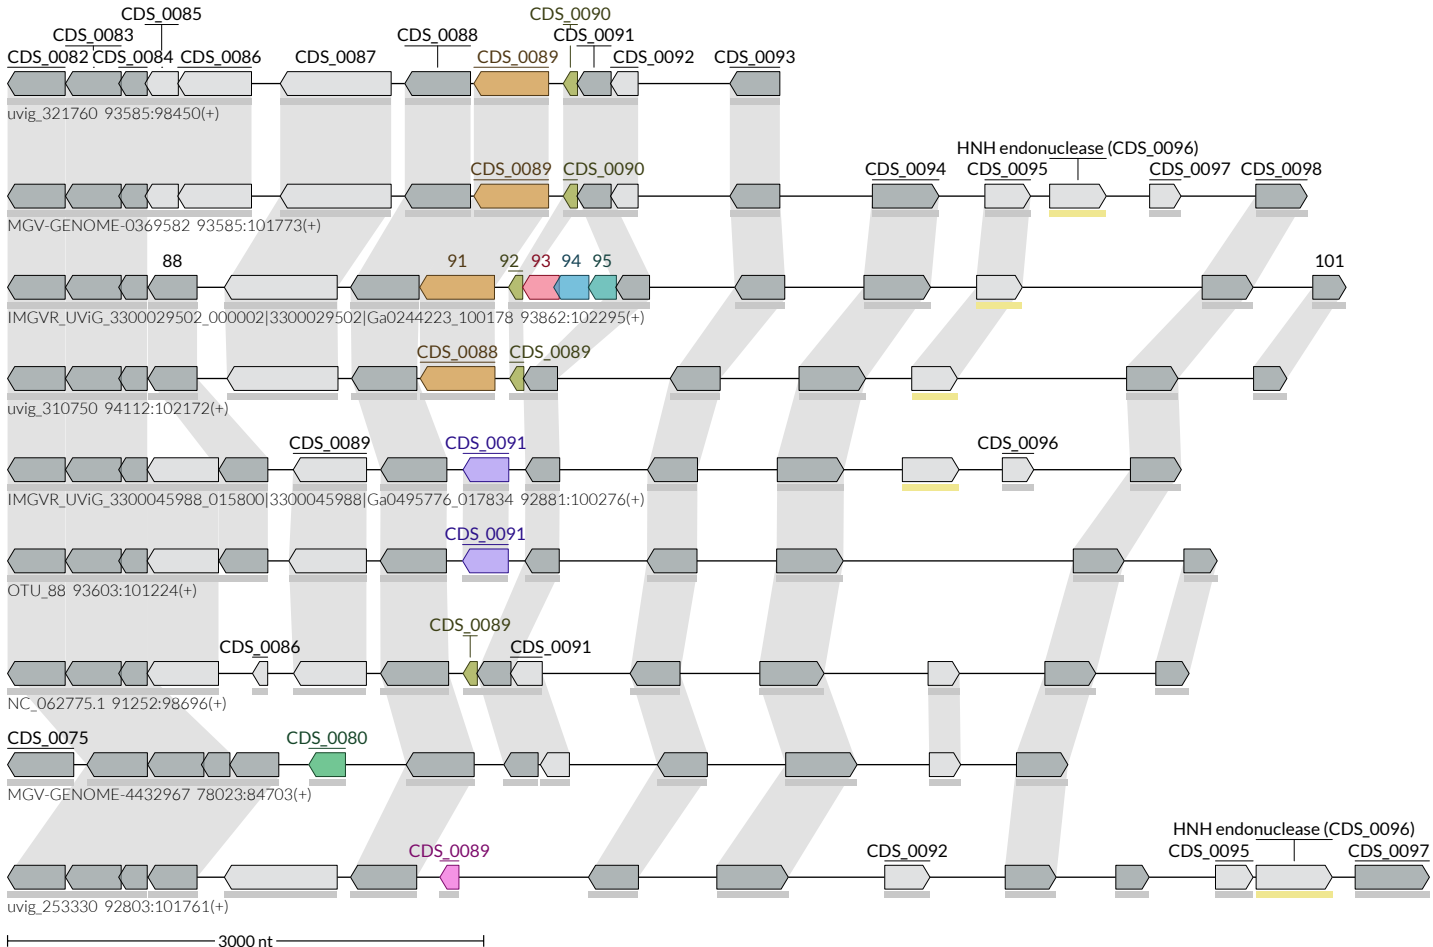 CDS_0085 CDS_0090
CDS_0083 CDS_0088 CDS_0091
CDS_0082 CDS_0084 CDS_0086 CDS_0087 CDS_0089 CDS_0092 CDS_0093
uvig_321760 93585:98450(+)
HNH endonuclease (CDS_0096)
CDS_0089 CDS_0090 CDS_0094 CDS_0095 CDS_0097 CDS_0098
MGV-GENOME-0369582 93585:101773(+)
88 91 92 93 94 95 101
IMGVR_UViG_3300029502_000002|3300029502|Ga0244223_100178 93862:102295(+)
CDS_0088 CDS_0089
uvig_310750 94112:102172(+)
CDS_0089 CDS_0091 CDS_0096
IMGVR_UViG_3300045988_015800|3300045988|Ga0495776_017834 92881:100276(+)
CDS_0091
OTU_88 93603:101224(+)
CDS_0089
CDS_0086 CDS_0091
NC_062775.1 91252:98696(+)
CDS_0075 CDS_0080
MGV-GENOME-4432967 78023:84703(+)
HNH endonuclease (CDS_0096)
CDS_0089 CDS_0092 CDS_0095 CDS_0097
uvig_253330 92803:101761(+)
3000 nt